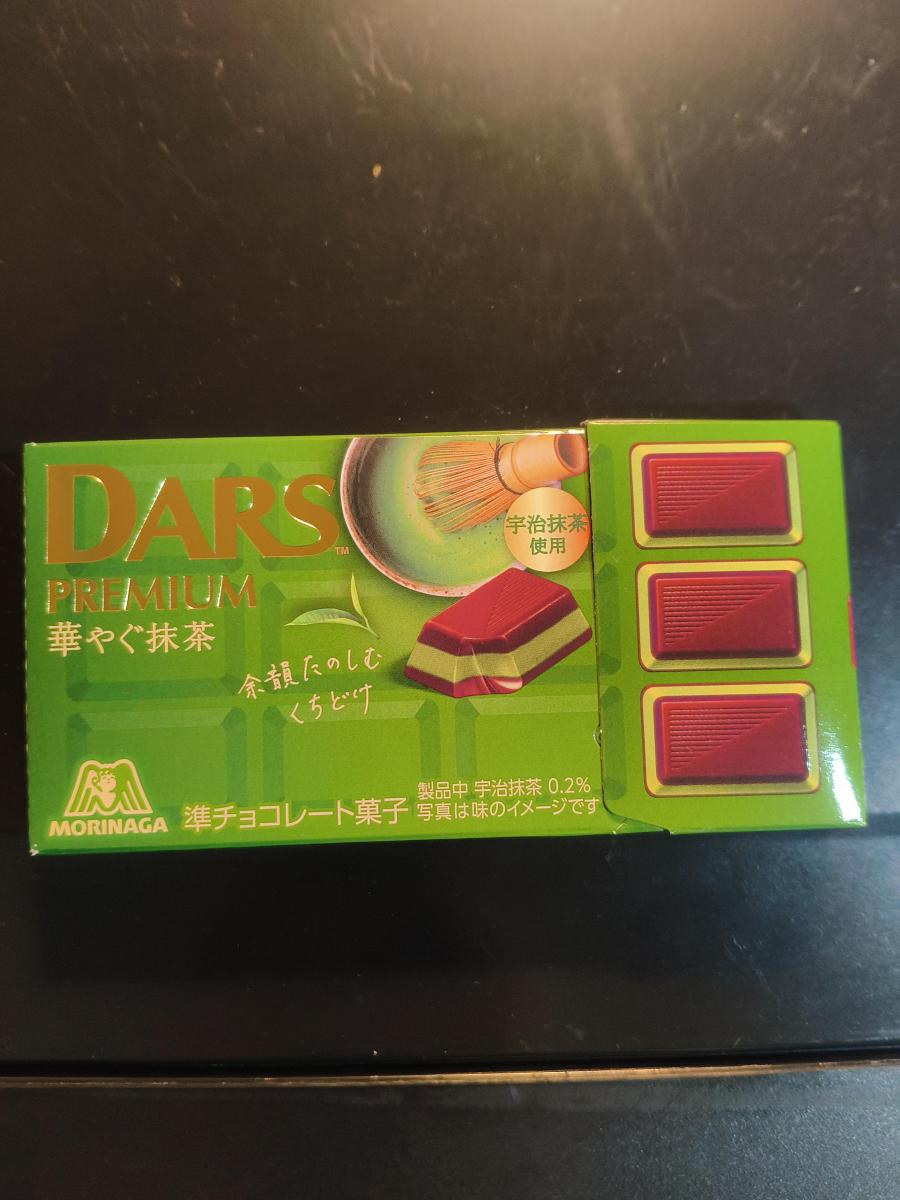 DARS™
PREMIUM
華やぐ抹茶
宇治抹茶
使用
余韻たのしむ
くちどけ
MORINAGA
準チョコレート菓子
製品中 宇治抹茶 0.2%
写真は味のイメージです